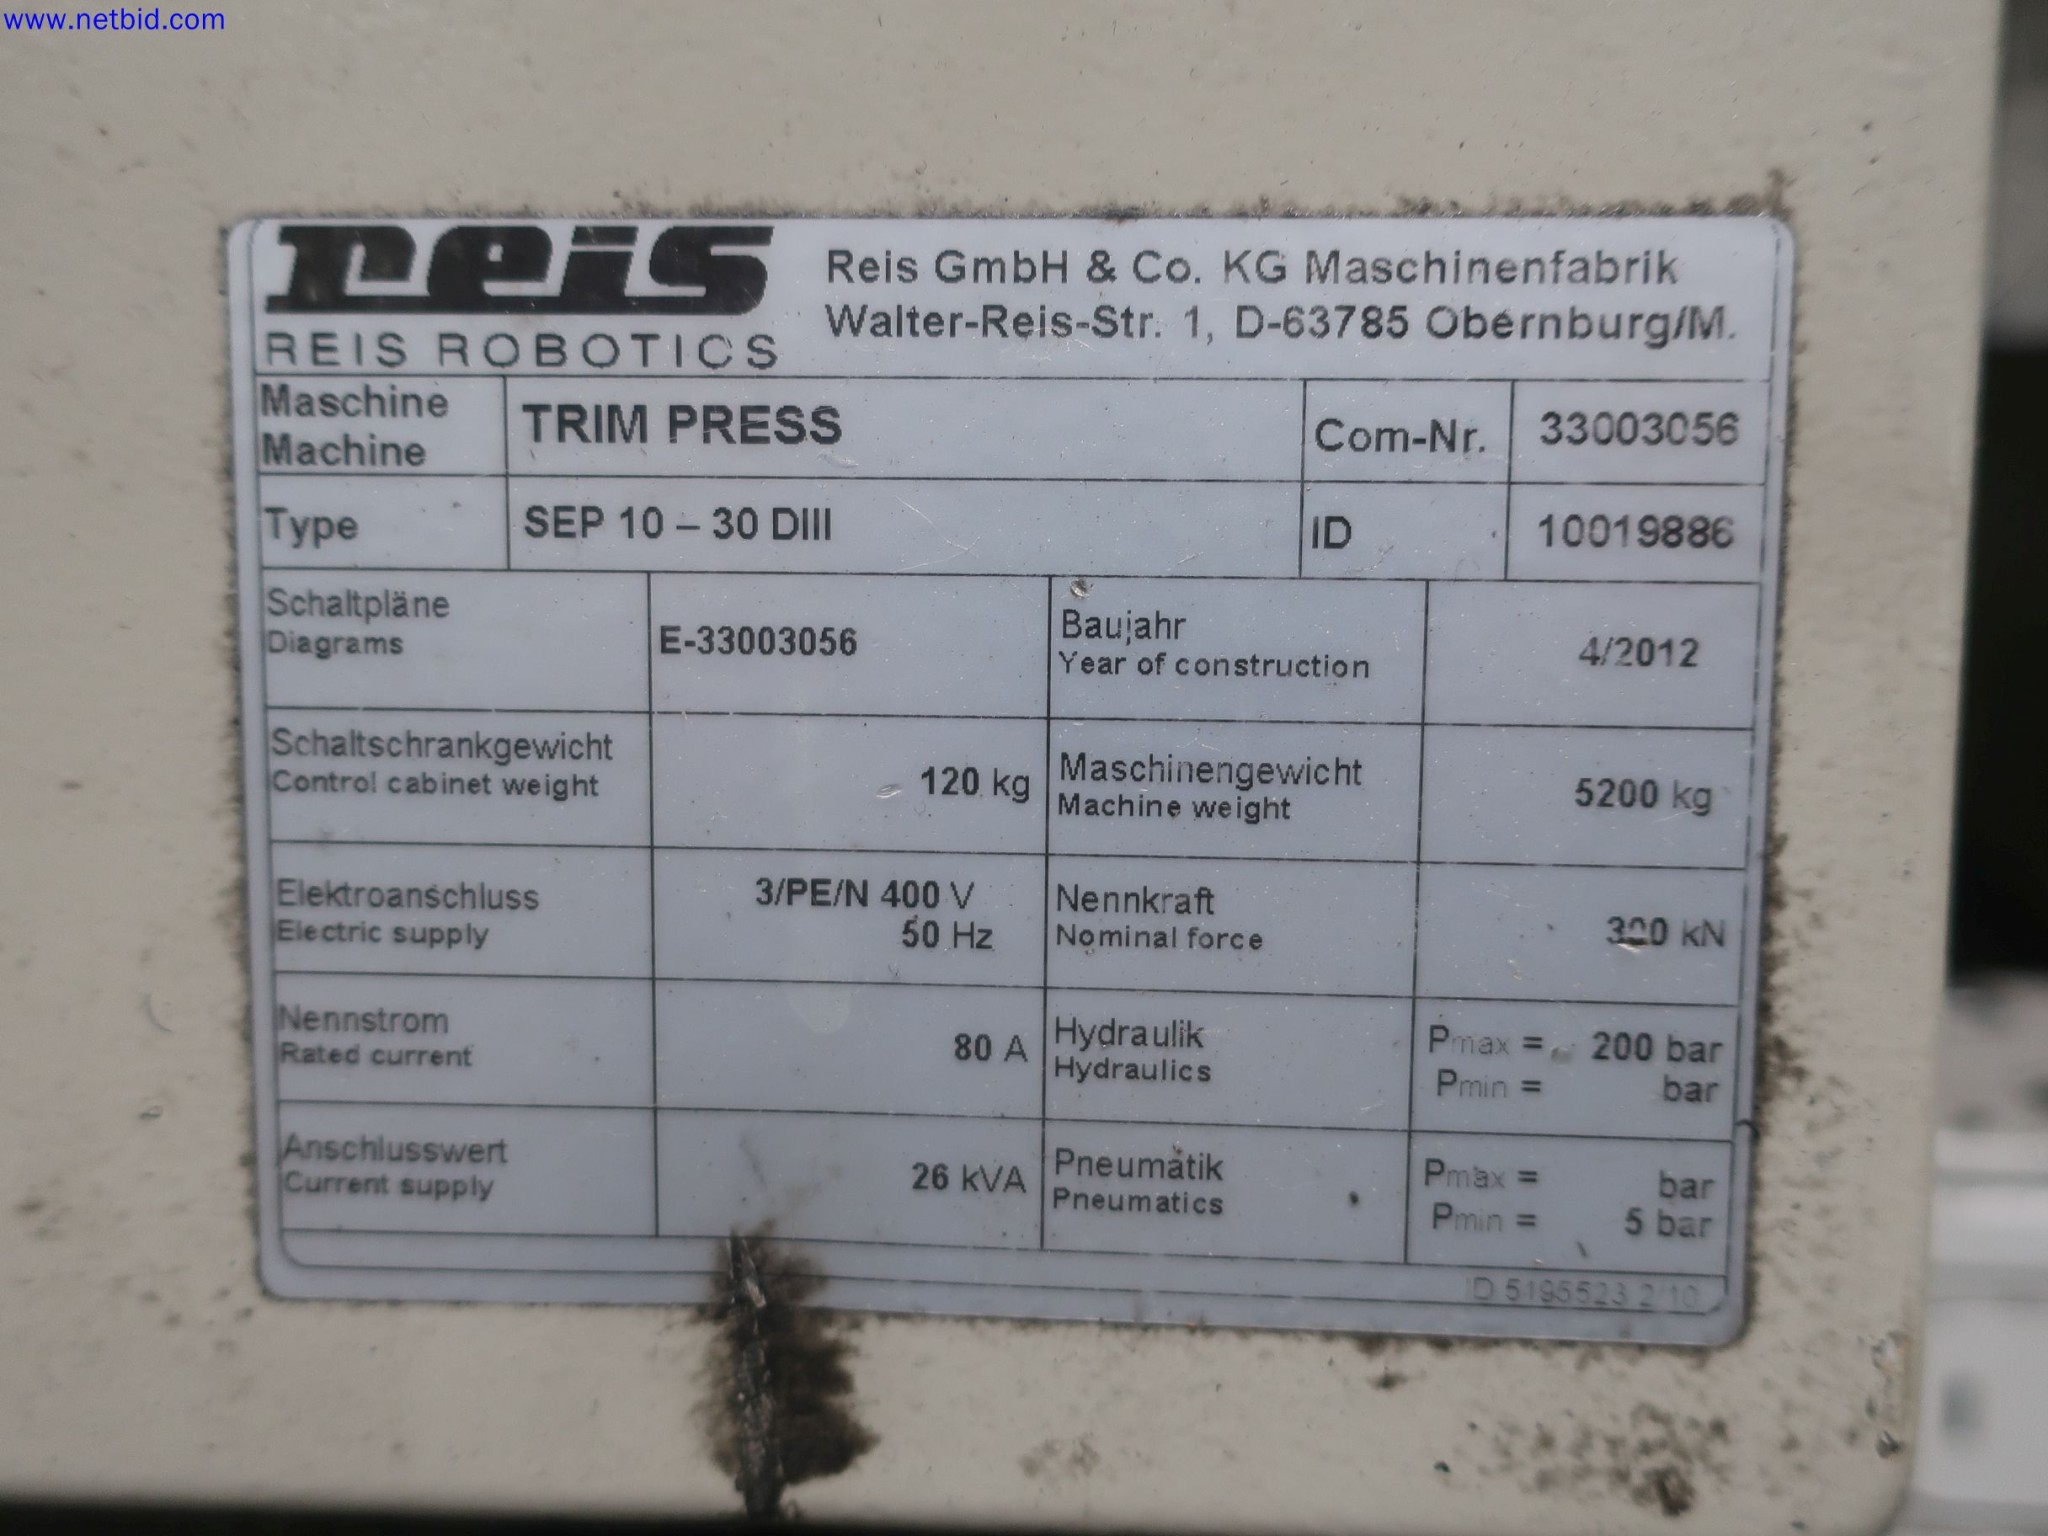 www.netbid.com
reis
REIS ROBOTICS
Reis GmbH & Co. KG Maschinenfabrik
Walter-Reis-Str. 1, D-63785 Obernburg/M.
Maschine
Machine
TRIM PRESS
Com-Nr.
33003056
Type
SEP 10 – 30 DIII
ID
10019886
Schaltpläne
Diagrams
E-33003056
Baujahr
Year of construction
4/2012
Schaltschrankgewicht
Control cabinet weight
120 kg
Maschinengewicht
Machine weight
5200 kg
Elektroanschluss
Electric supply
3/PE/N 400 V
50 Hz
Nennkraft
Nominal force
300 kN
Nennstrom
Rated current
80 A
Hydraulik
Hydraulics
Pmax = 200 bar
Pmin = bar
Anschlusswert
Current supply
26 kVA
Pneumatik
Pneumatics
Pmax = bar
Pmin = 5 bar
ID 5195523 2/10